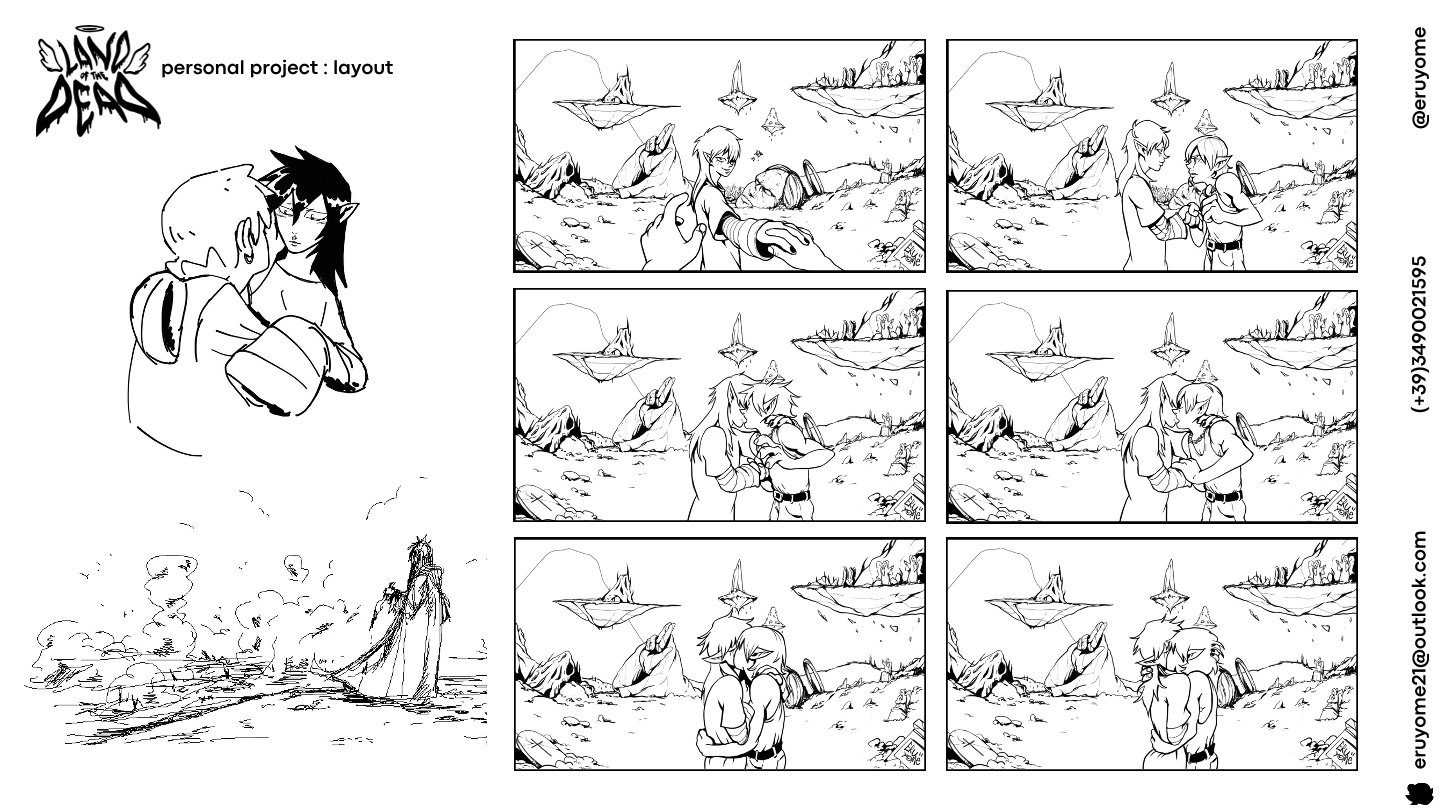 LAND
OF THE
DEAD
personal project : layout
@eruyome
(+39)3490021595
eruyome21@outlook.com